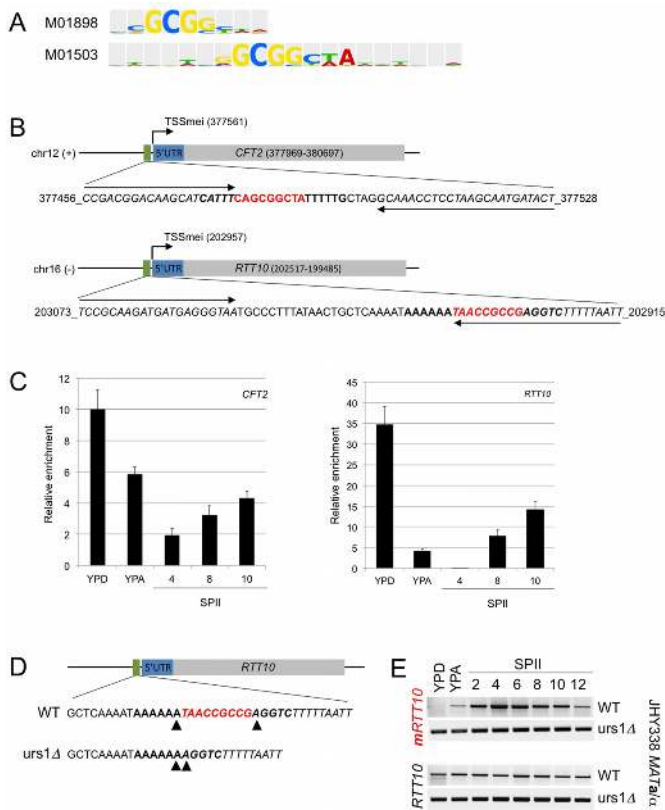 A
M01898
M01503
B
TSSmei (377561)
chr12 (+)
5'UTR CFT2 (377969-380697)
377456_CCGACGGACAAGCATCATTTCAGCGGCTATTTTTGCTAGGCAAACCTCCTAAGCAATGATACT_377528
TSSmei (202957)
chr16 (-)
5'UTR RTT10 (202517-199485)
203073_TCCGCAAGATGATGAGGGTAATGCCCTTTATAACTGCTCAAAATAAAAAATAACCGCCGAGGTCTTTTTAATT_202915
C
CFT2
Relative enrichment
12
10
8
6
4
2
0
YPD YPA 4 8 10
SPII
RTT10
Relative enrichment
45
40
35
30
25
20
15
10
5
0
YPD YPA 4 8 10
SPII
D
5'UTR RTT10
WT GCTCAAAATAAAAAATAACCGCCGAGGTCTTTTTAATT
urs1Δ GCTCAAAATAAAAAAAGGTCTTTTTAATT
E
YPD YPA SPII
2 4 6 8 10 12
mRTT10
WT
urs1Δ
RTT10
WT
urs1Δ
JHY338 MATa/α